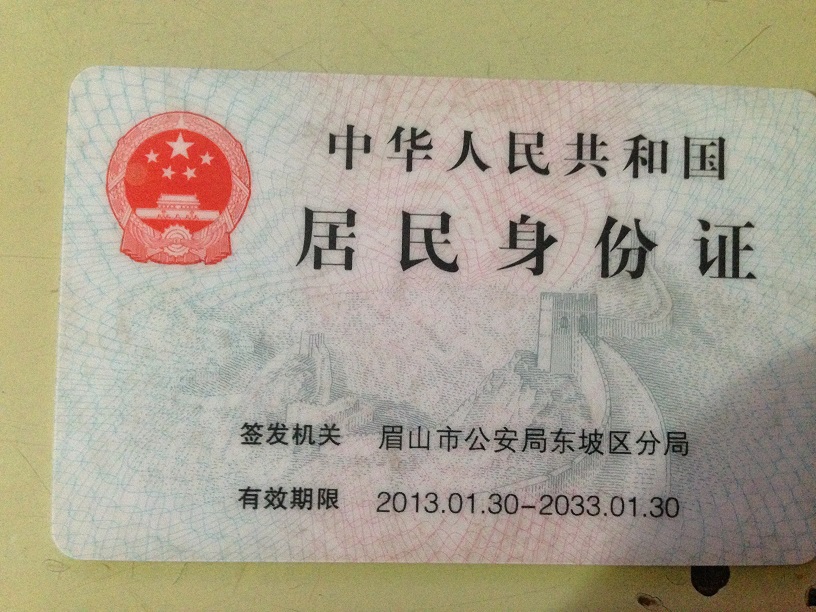 中华人民共和国
居民身份证
签发机关 眉山市公安局东坡区分局
有效期限 2013.01.30-2033.01.30